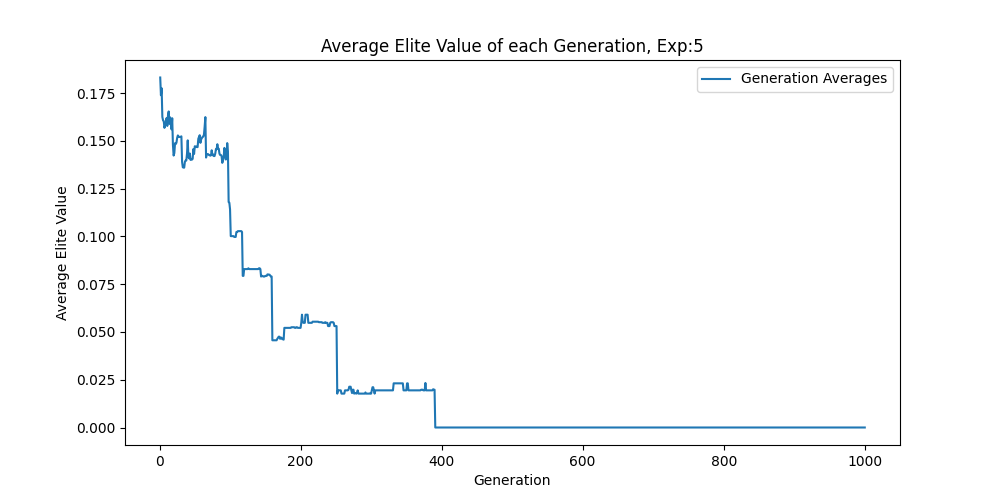 Average Elite Value of each Generation, Exp:5
Generation Averages
Average Elite Value
0.175
0.150
0.125
0.100
0.075
0.050
0.025
0.000
0 200 400 600 800 1000
Generation